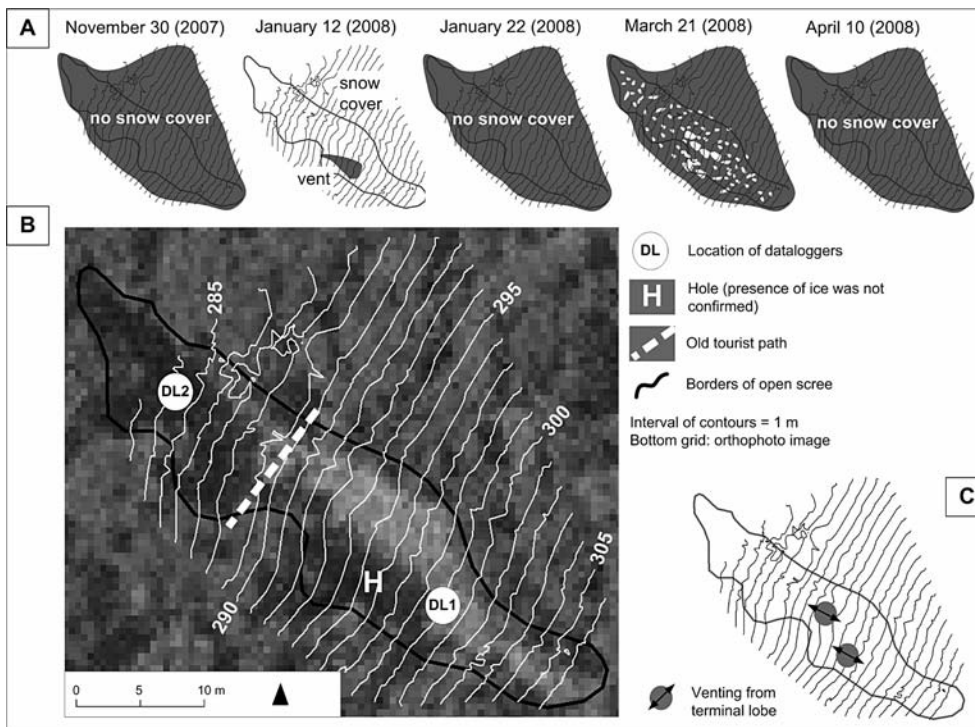 A
November 30 (2007)
January 12 (2008)
January 22 (2008)
March 21 (2008)
April 10 (2008)
no snow cover
snow
cover
vent
no snow cover
no snow cover
B
285
295
300
305
290
DL2
H
DL1
0 5 10 m
DL Location of dataloggers
H Hole (presence of ice was not
confirmed)
Old tourist path
Borders of open scree
Interval of contours = 1 m
Bottom grid: orthophoto image
C
Venting from
terminal lobe